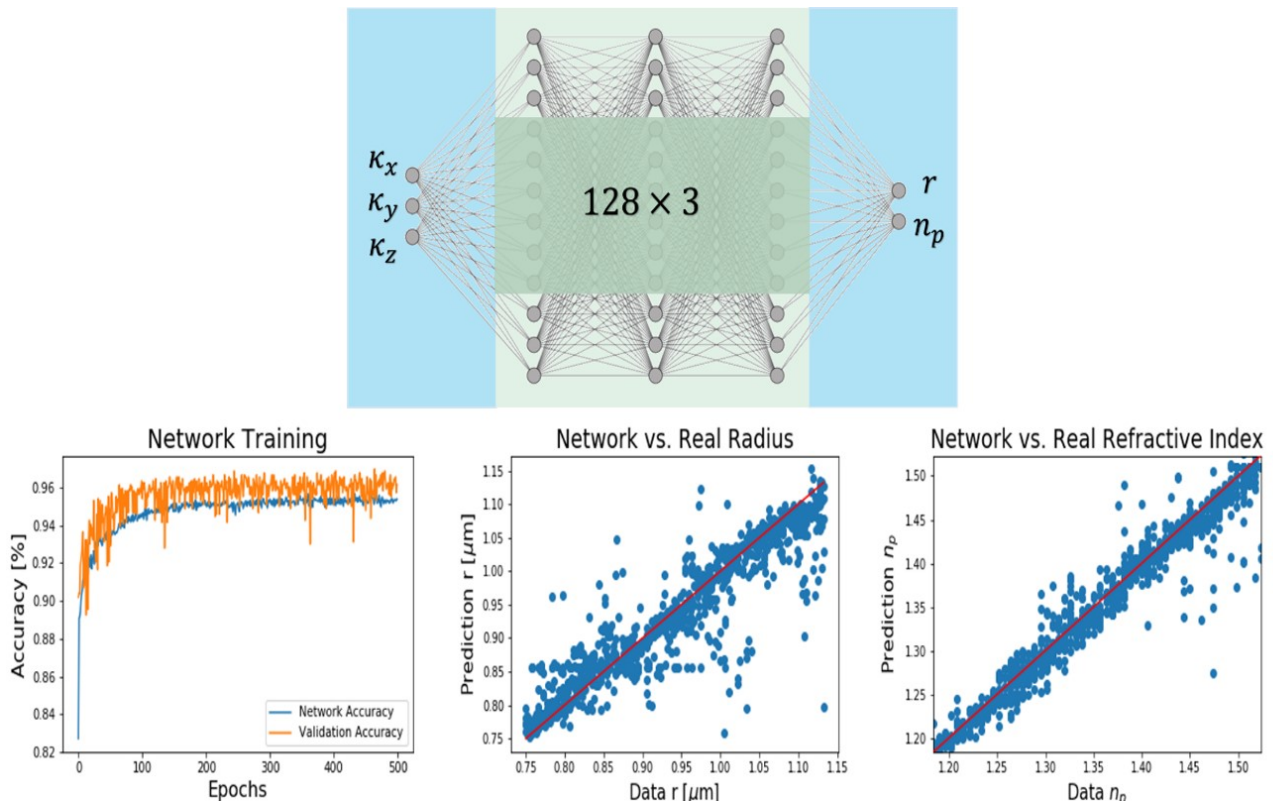 κx
κy
κz
128 × 3
r
np
Network Training
Accuracy [%]
0.96
0.94
0.92
0.90
0.88
0.86
0.84
0.82
0
100
200
300
400
500
Epochs
Network Accuracy
Validation Accuracy
Network vs. Real Radius
Prediction r [μm]
1.15
1.10
1.05
1.00
0.95
0.90
0.85
0.80
0.75
0.75
0.80
0.85
0.90
0.95
1.00
1.05
1.10
1.15
Data r [μm]
Network vs. Real Refractive Index
Prediction np
1.50
1.45
1.40
1.35
1.30
1.25
1.20
1.20
1.25
1.30
1.35
1.40
1.45
1.50
Data np